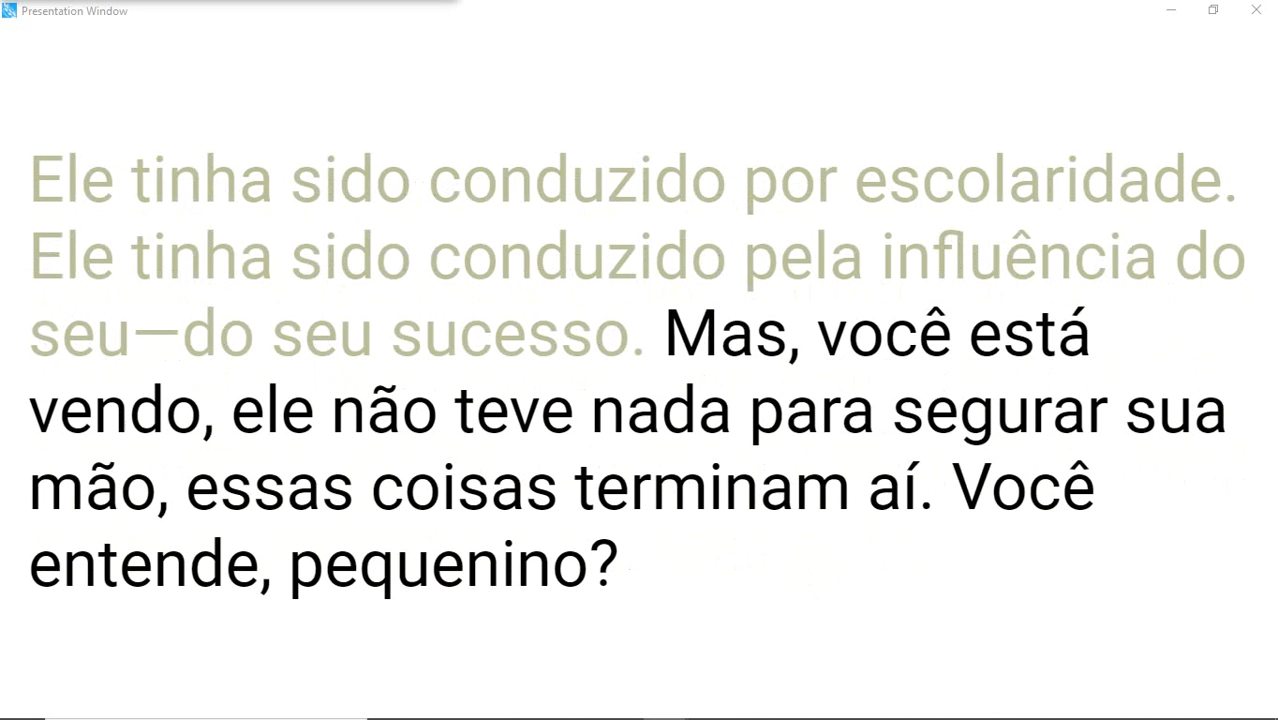 Presentation Window
Ele tinha sido conduzido por escolaridade.
Ele tinha sido conduzido pela influência do
seu—do seu sucesso. Mas, você está
vendo, ele não teve nada para segurar sua
mão, essas coisas terminam aí. Você
entende, pequenino?